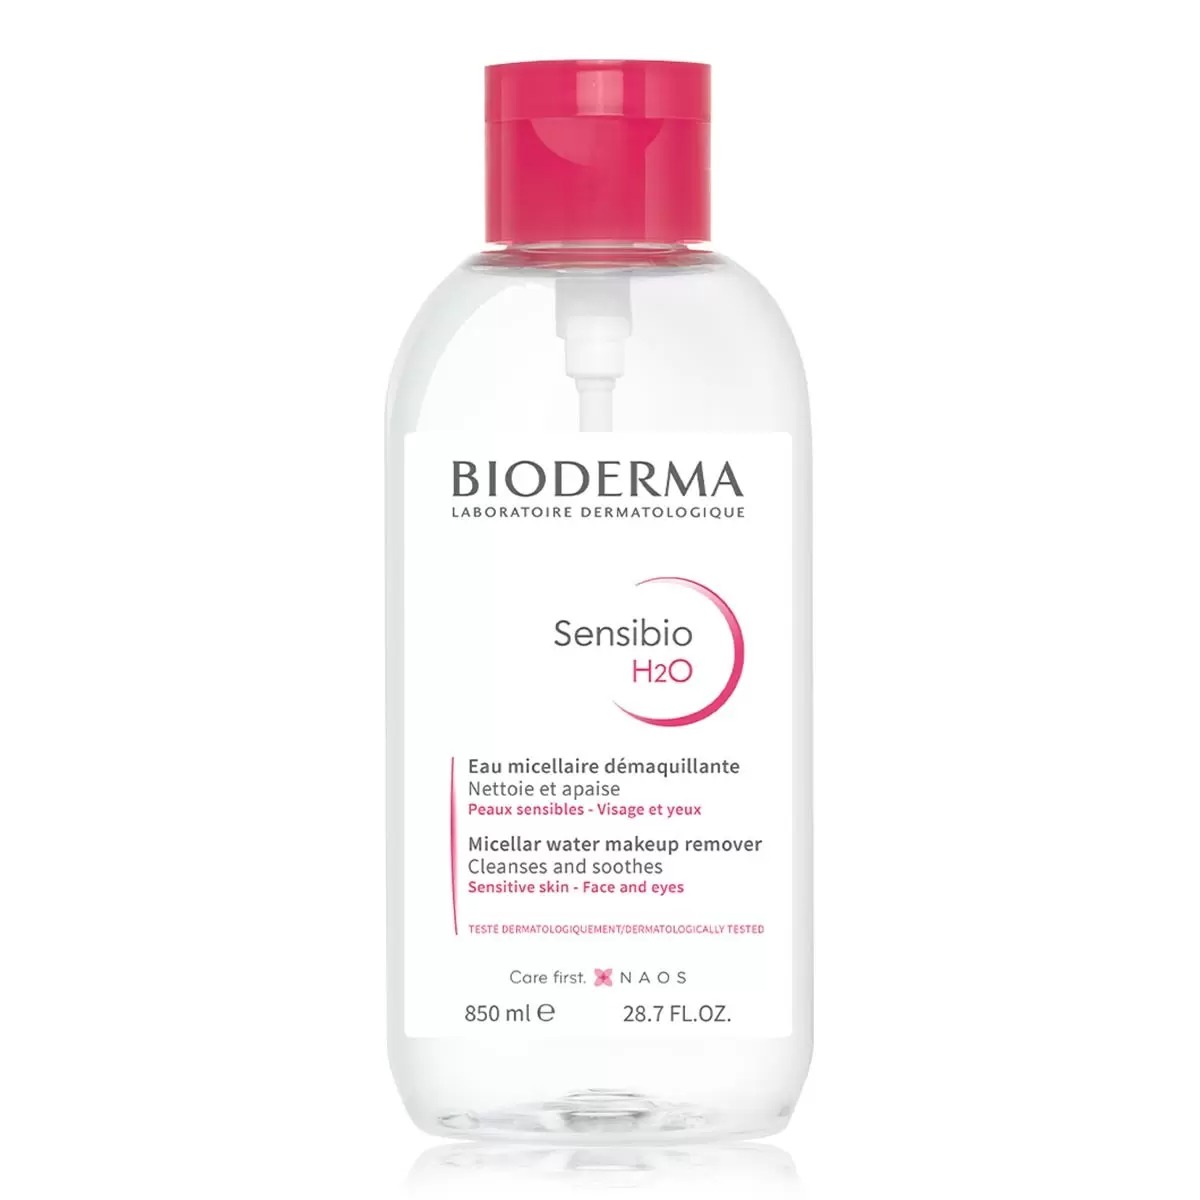 BIODERMA
LABORATOIRE DERMATOLOGIQUE
Sensibio
H2O
Eau micellaire démaquillante
Nettoie et apaise
Peaux sensibles - Visage et yeux
Micellar water makeup remover
Cleanses and soothes
Sensitive skin - Face and eyes
TESTÉ DERMATOLOGIQUEMENT/DERMATOLOGICALLY TESTED
Care first. NAOS
850 ml ℮ 28.7 FL.OZ.